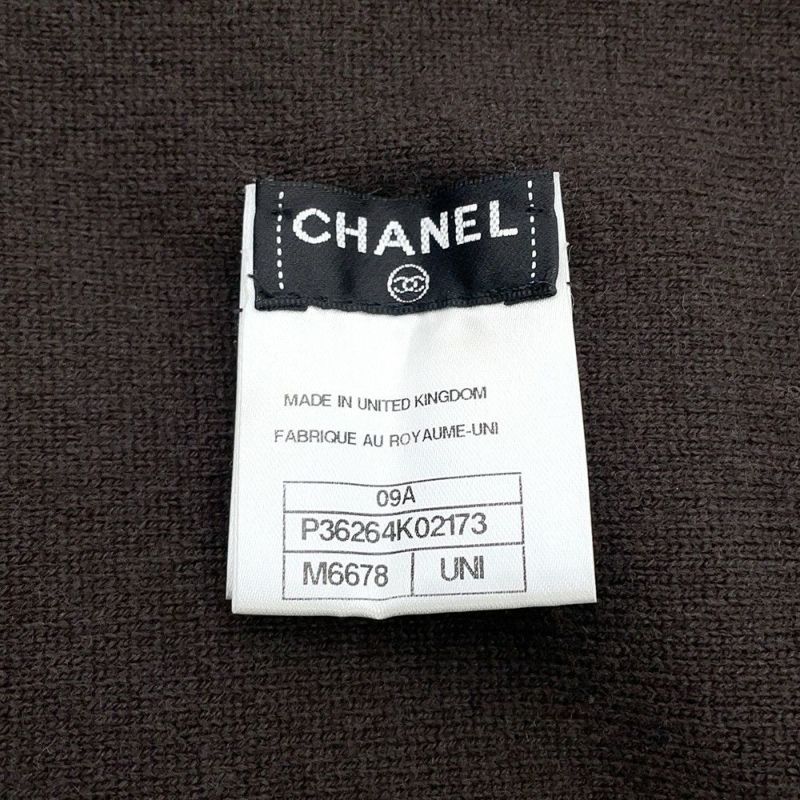 CHANEL
MADE IN UNITED KINGDOM
FABRIQUE AU ROYAUME-UNI
09A
P36264K02173
M6678 UNI